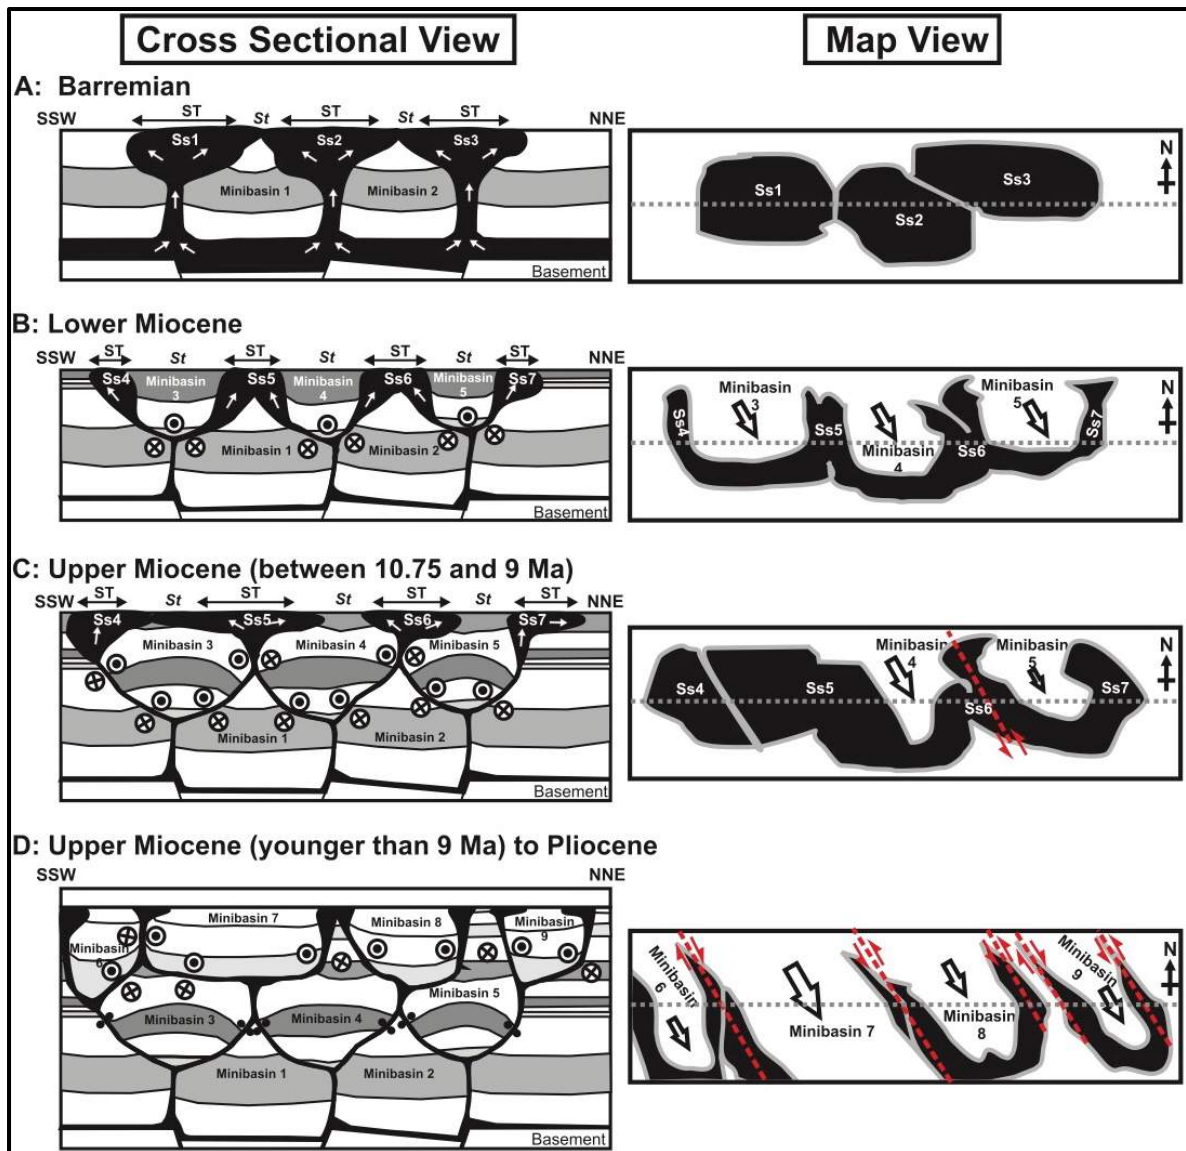 Cross Sectional View
Map View
A: Barremian
SSW ST St ST St ST NNE
Ss1 Ss2 Ss3
Minibasin 1 Minibasin 2
Basement
N
Ss1 Ss2 Ss3
B: Lower Miocene
SSW ST St ST St ST St ST NNE
Ss4 Minibasin 3 Ss5 Minibasin 4 Ss6 Minibasin 5 Ss7
Minibasin 1 Minibasin 2
Basement
Minibasin 3
Minibasin 5
N
Ss4 Ss5 Minibasin 4 Ss6 Ss7
C: Upper Miocene (between 10.75 and 9 Ma)
SSW ST St ST St ST St ST NNE
Ss4 Ss5 Ss6 Ss7
Minibasin 3 Minibasin 4 Minibasin 5
Minibasin 1 Minibasin 2
Basement
Minibasin 4
Minibasin 5
N
Ss4 Ss5 Ss6 Ss7
D: Upper Miocene (younger than 9 Ma) to Pliocene
SSW NNE
Minibasin 6
Minibasin 7
Minibasin 8
Minibasin 9
Minibasin 5
Minibasin 3 Minibasin 4
Minibasin 1 Minibasin 2
Basement
Minibasin 6
Minibasin 7
Minibasin 8
Minibasin 9
N